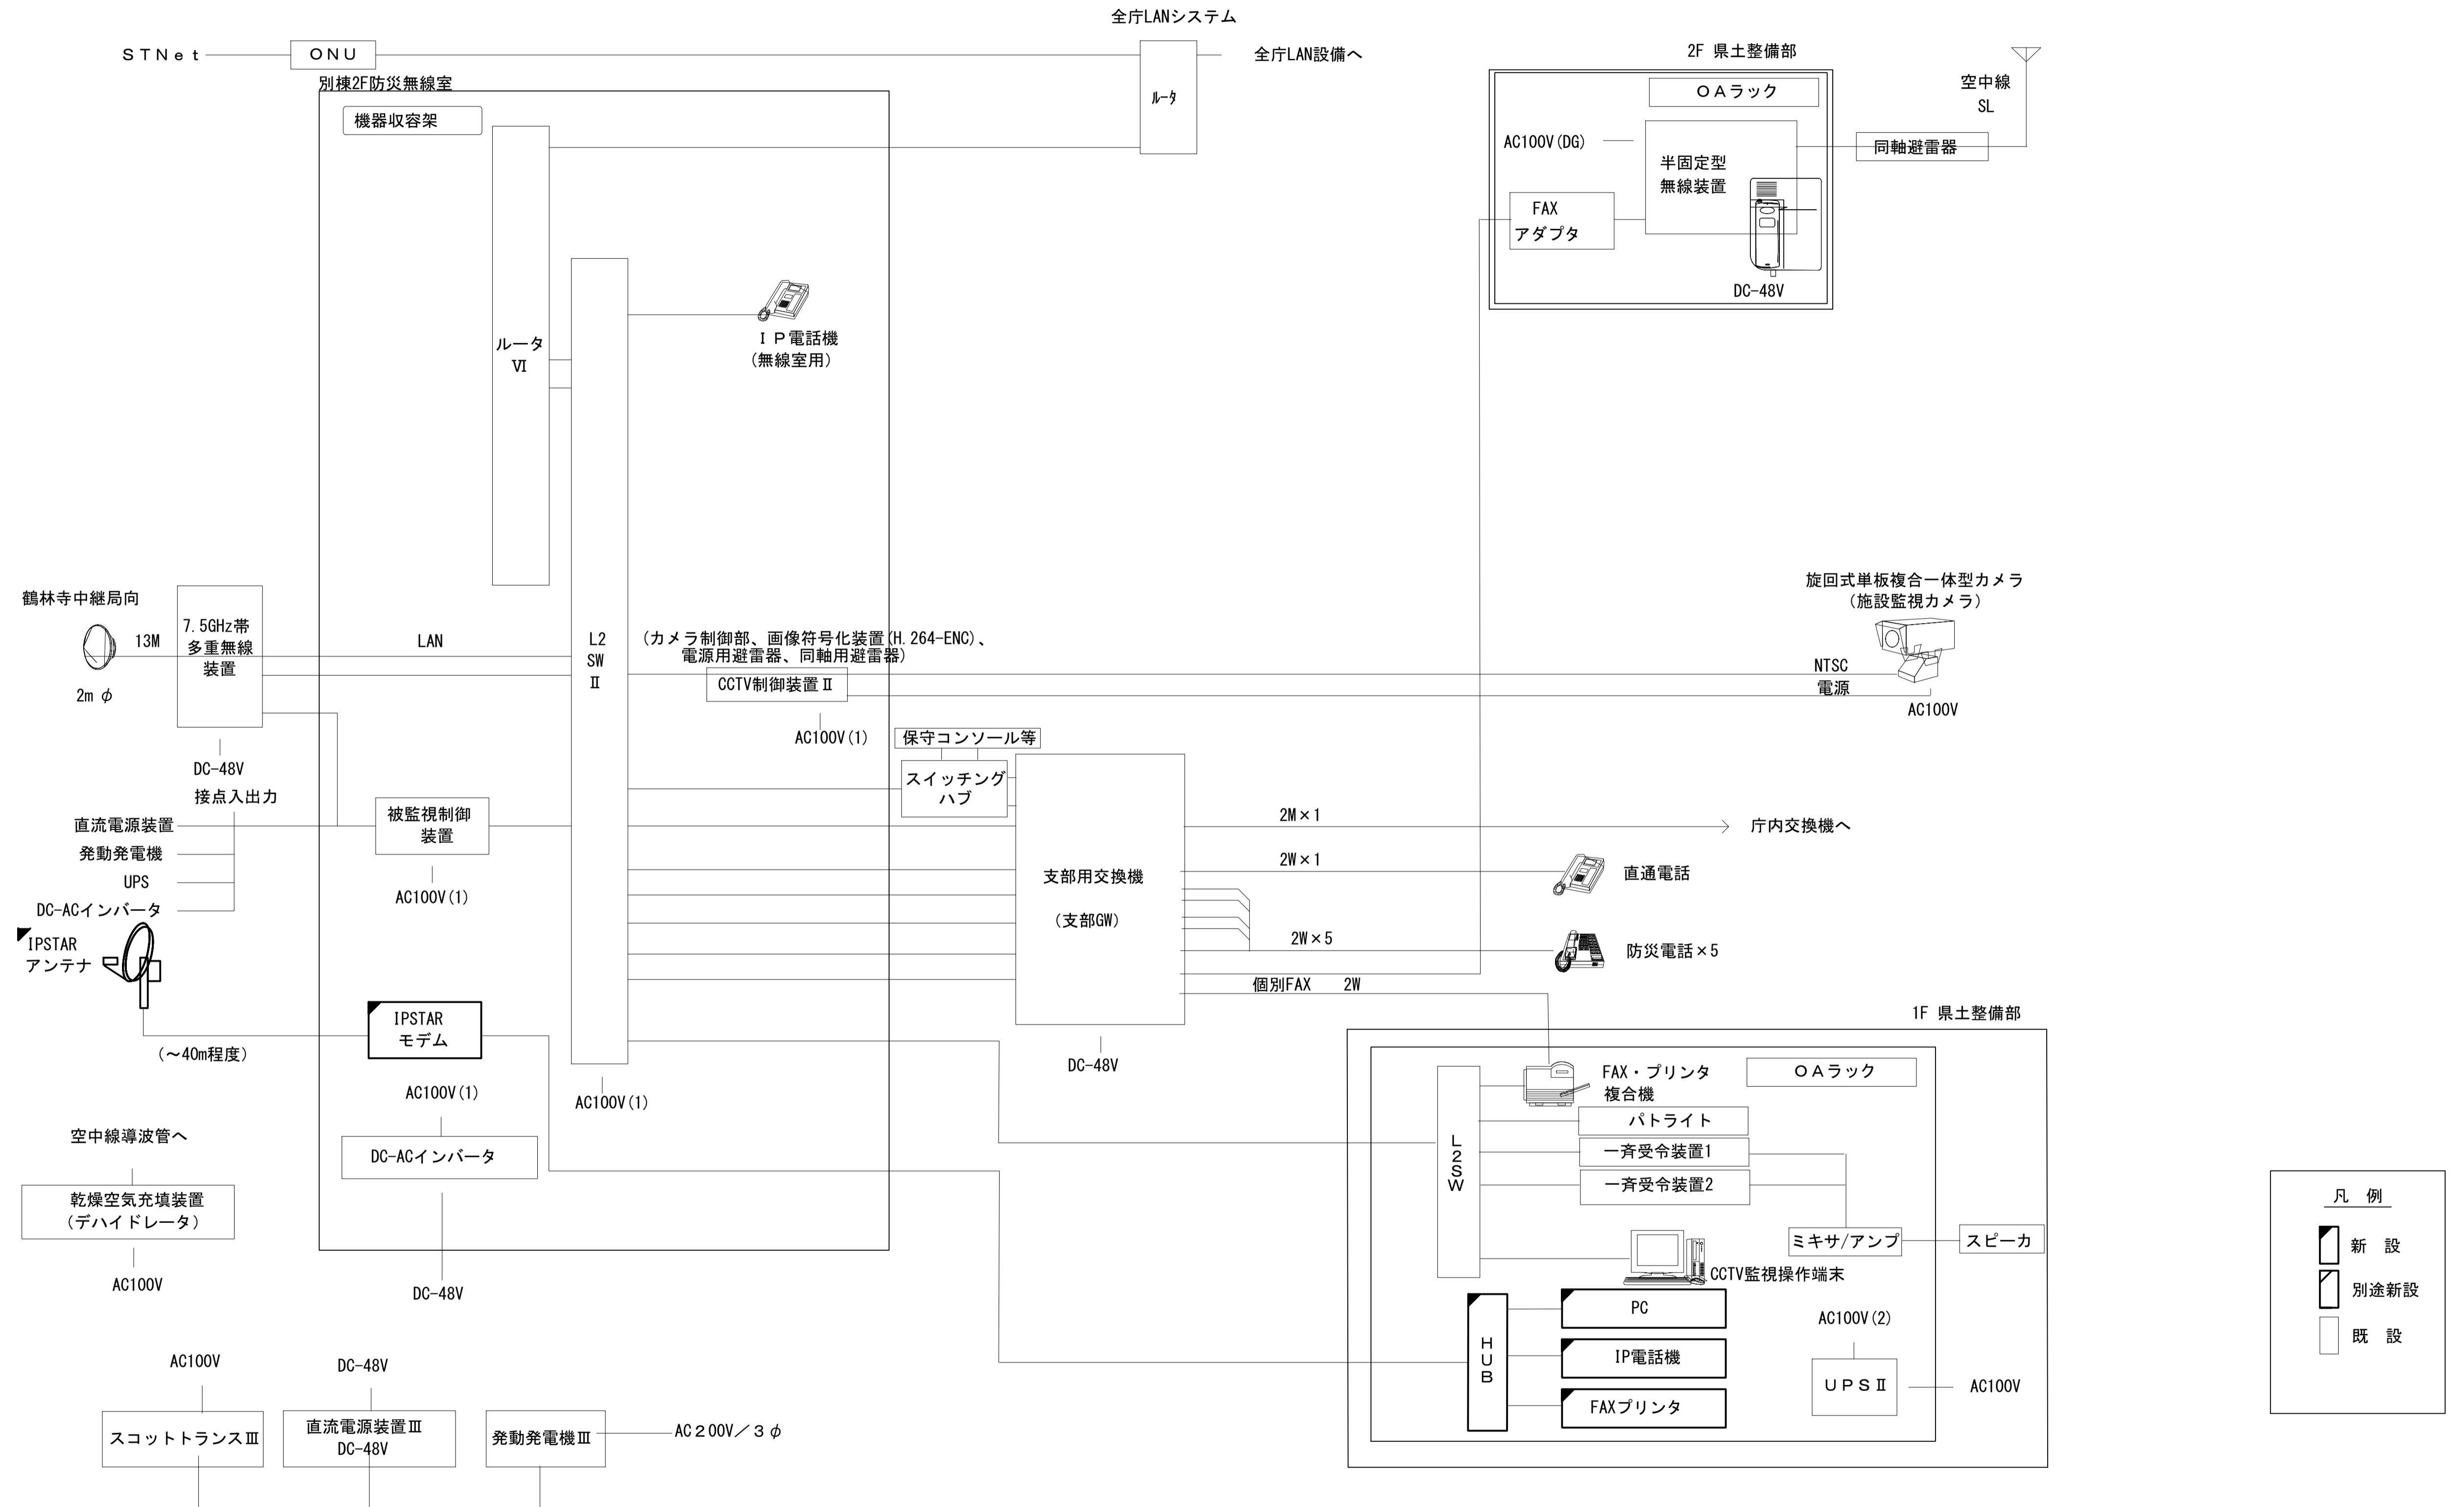 全庁LANシステム
ＳＴＮｅｔ
ＯＮＵ
ルータ
全庁LAN設備へ
2F 県土整備部
ＯＡラック
空中線
SL
AC100V(DG)
半固定型
無線装置
同軸避雷器
FAX
アダプタ
DC-48V
別棟2F防災無線室
機器収容架
ルータ
Ⅵ
ＩＰ電話機
(無線室用)
鶴林寺中継局向
13M
2m φ
7.5GHz帯
多重無線
装置
DC-48V
LAN
L2
SW
Ⅱ
(カメラ制御部、画像符号化装置(H.264-ENC)、
電源用避雷器、同軸用避雷器)
CCTV制御装置Ⅱ
AC100V(1)
旋回式単板複合一体型カメラ
(施設監視カメラ)
NTSC
電源
AC100V
保守コンソール等
スイッチング
ハブ
接点入出力
直流電源装置
発動発電機
UPS
DC-ACインバータ
被監視制御
装置
AC100V(1)
支部用交換機
(支部GW)
DC-48V
2M×1
庁内交換機へ
2W×1
直通電話
2W×5
防災電話×5
個別FAX 2W
IPSTAR
アンテナ
(～40m程度)
IPSTAR
モデム
AC100V(1)
AC100V(1)
DC-ACインバータ
DC-48V
空中線導波管へ
乾燥空気充填装置
(デハイドレータ)
AC100V
1F 県土整備部
ＯＡラック
L2SW
FAX・プリンタ
複合機
パトライト
一斉受令装置1
一斉受令装置2
ミキサ/アンプ
スピーカ
CCTV監視操作端末
HUB
PC
IP電話機
FAXプリンタ
AC100V(2)
ＵＰＳⅡ
AC100V
AC100V
スコットトランスⅢ
DC-48V
直流電源装置Ⅲ
DC-48V
発動発電機Ⅲ
AC２00V／３φ
凡 例
新 設
別途新設
既 設